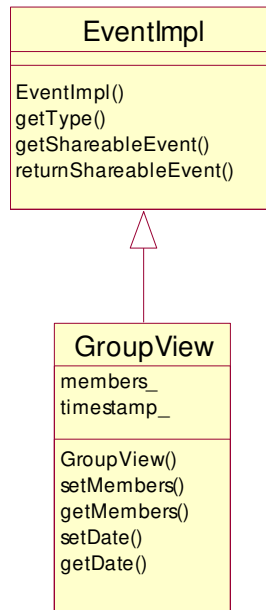 EventImpl
EventImpl()
getType()
getShareableEvent()
returnShareableEvent()
GroupView
members_
timestamp_
GroupView()
setMembers()
getMembers()
setDate()
getDate()